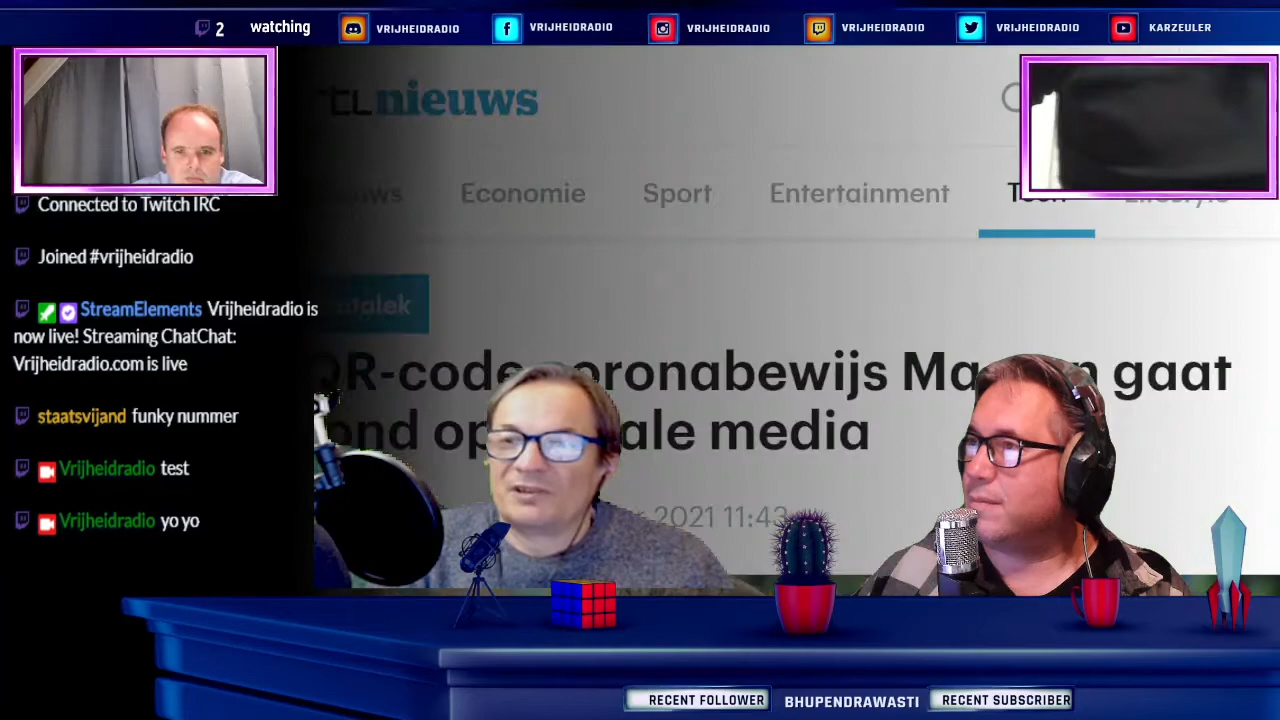 2 watching VRIJHEIDRADIO VRIJHEIDRADIO VRIJHEIDRADIO VRIJHEIDRADIO VRIJHEIDRADIO KARZEULER
rtlnieuws
Economie Sport Entertainment
Connected to Twitch IRC
Joined #vrijheidradio
StreamElements Vrijheidradio is
now live! Streaming ChatChat:
Vrijheidradio.com is live
staatsvijand funky nummer
Vrijheidradio test
Vrijheidradio yo yo
QR-code coronabewijs gaat
op media
2021 11:43
RECENT FOLLOWER BHUPENDRAWASTI RECENT SUBSCRIBER